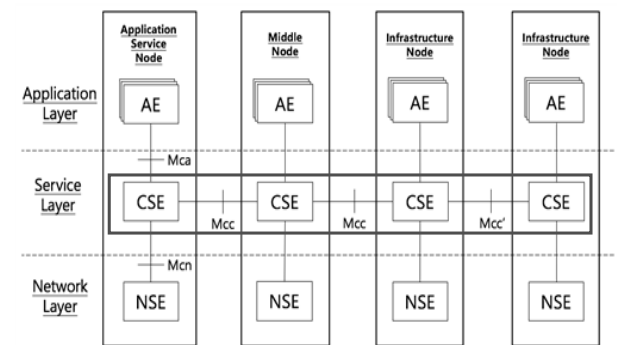 Application
Service
Node
Middle
Node
Infrastructure
Node
Infrastructure
Node
Application
Layer
AE
AE
AE
AE
Mca
Service
Layer
CSE
CSE
CSE
CSE
Mcc
Mcc
Mcc'
Mcn
Network
Layer
NSE
NSE
NSE
NSE